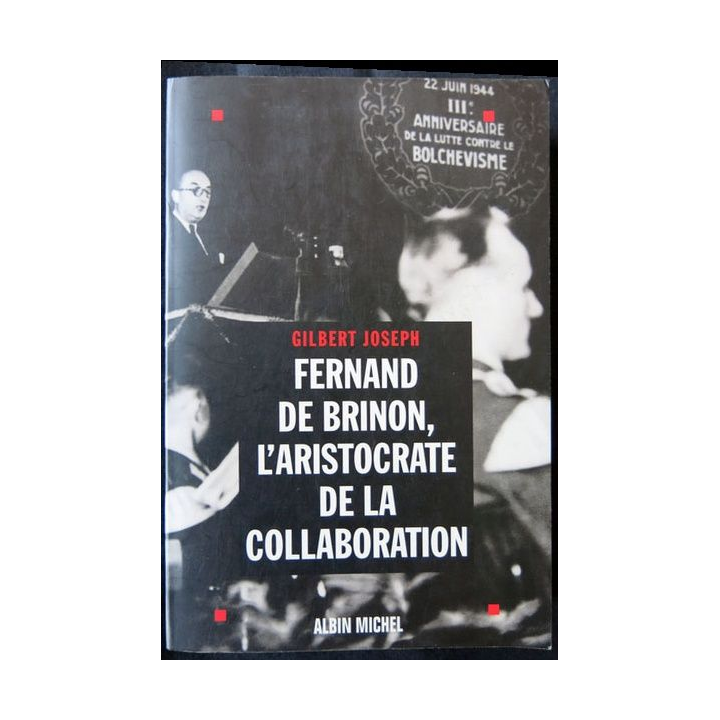 22 JUIN 1944
IIIe
ANNIVERSAIRE
DE LA LUTTE CONTRE LE
BOLCHEVISME
GILBERT JOSEPH
FERNAND
DE BRINON,
L'ARISTOCRATE
DE LA
COLLABORATION
ALBIN MICHEL